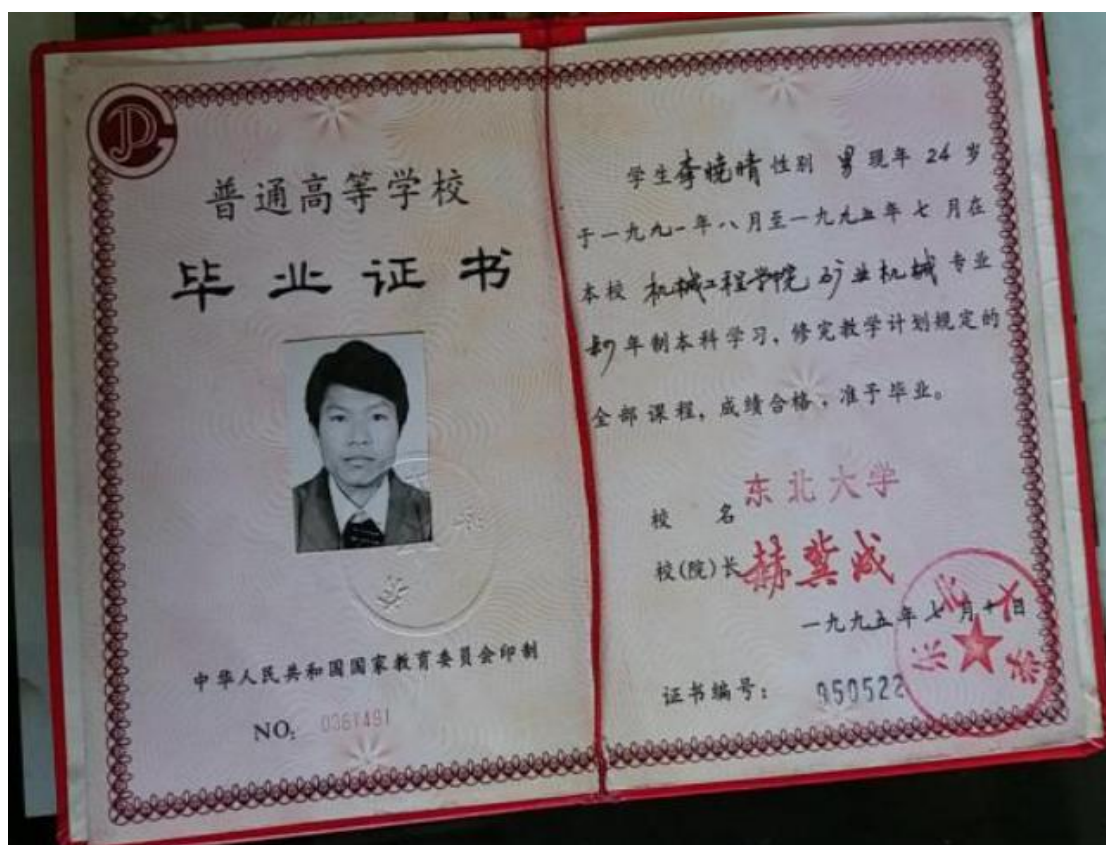 普通高等学校
毕业证书
中华人民共和国国家教育委员会印制
NO: 0361491
学生李晓晴性别 男 现年 24 岁
于一九九一年八月至一九九五年七月在
本校 机械工程学院 矿业机械 专业
四年制本科学习，修完教学计划规定的
全部课程，成绩合格，准予毕业。
校 名 东北大学
校(院)长 赫冀成
一九九五年七月十日
证书编号： 950522
东北大学